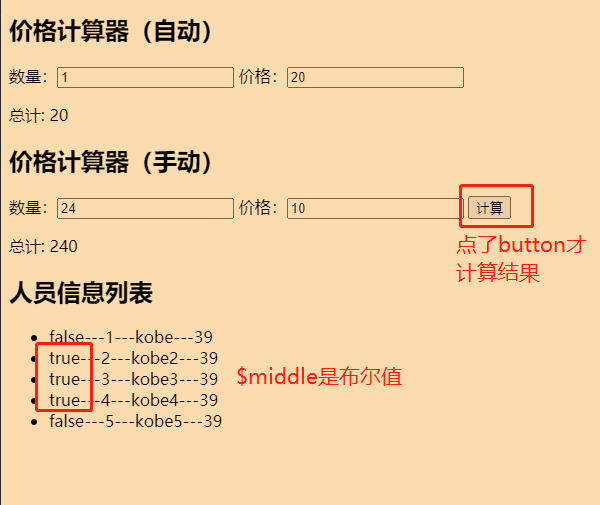 价格计算器（自动）
数量：1 价格：20
总计: 20
价格计算器（手动）
数量：24 价格：10 计算
总计: 240
点了button才
计算结果
人员信息列表
false---1---kobe---39
true---2---kobe2---39
true---3---kobe3---39
$middle是布尔值
true---4---kobe4---39
false---5---kobe5---39